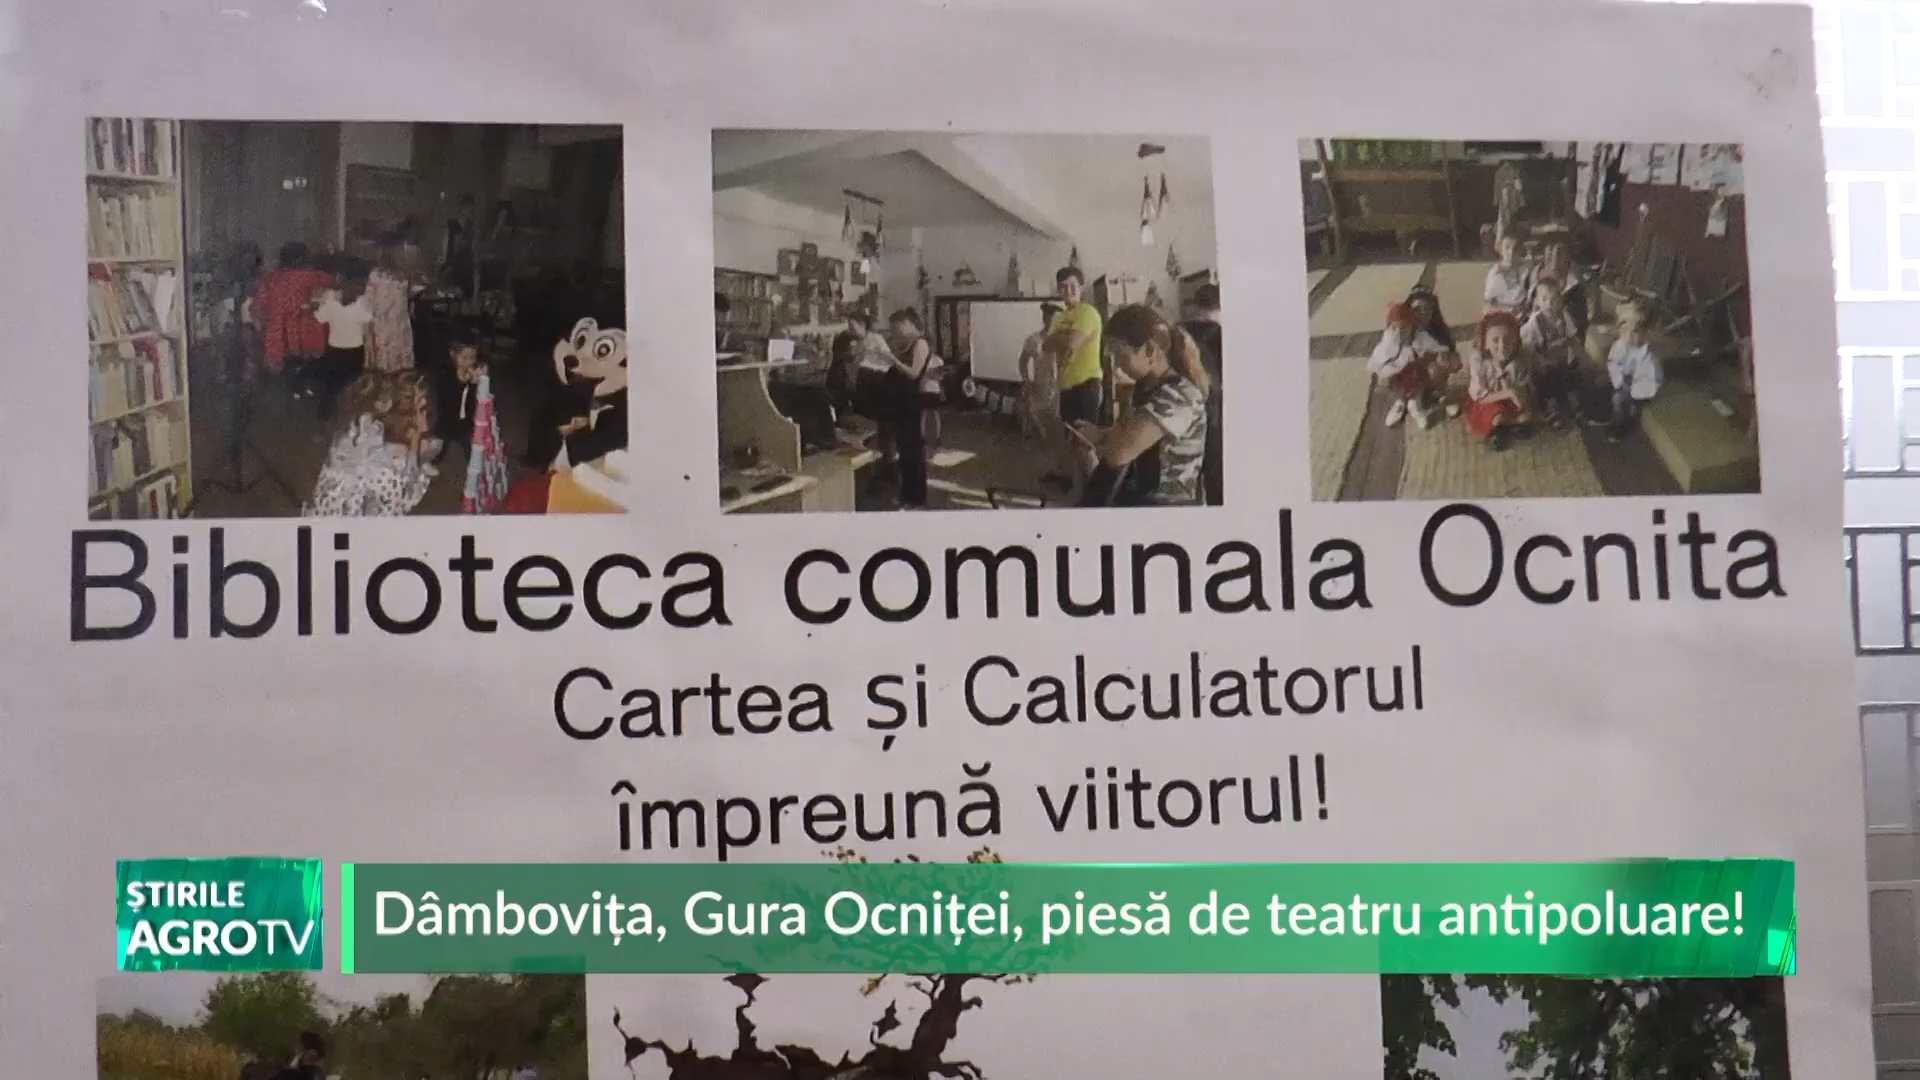 Biblioteca comunala Ocnita
Cartea și Calculatorul
împreună viitorul!
ȘTIRILE
AGROTV
Dâmbovița, Gura Ocniței, piesă de teatru antipoluare!